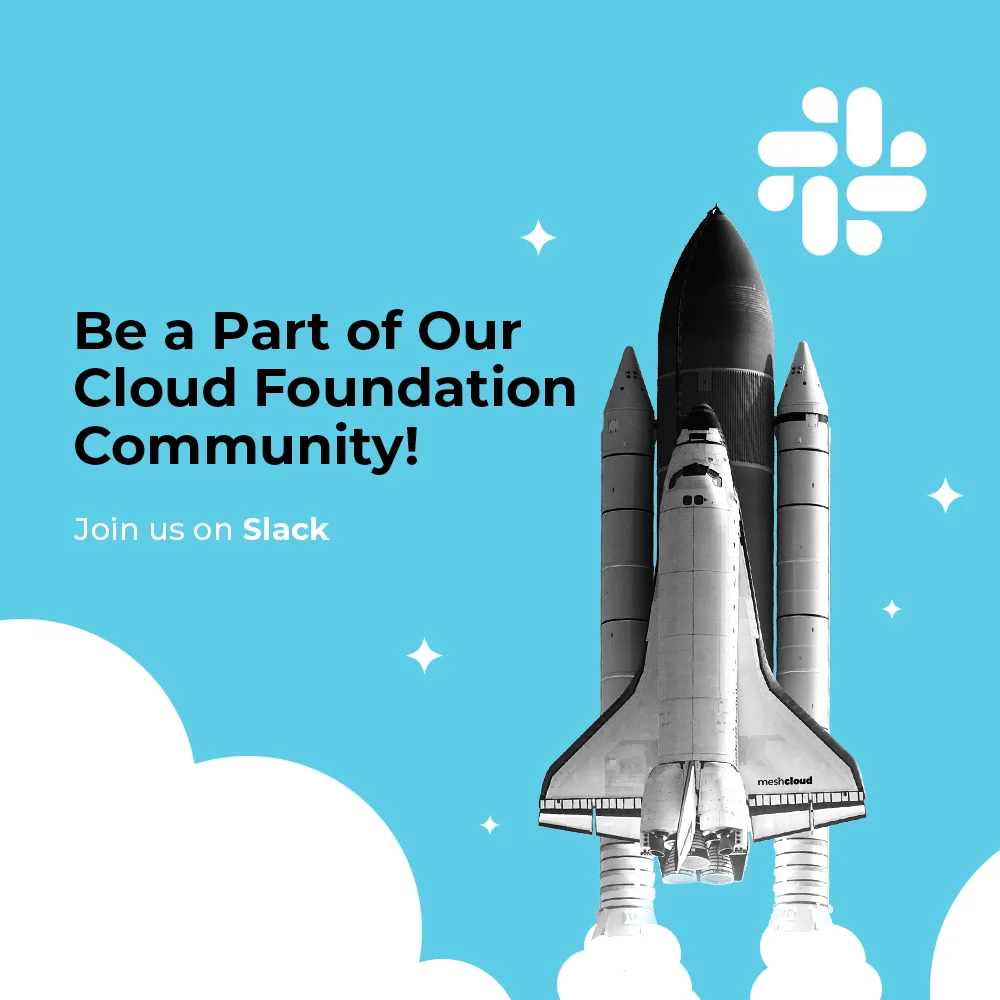 Be a Part of Our
Cloud Foundation
Community!
Join us on Slack
meshcloud